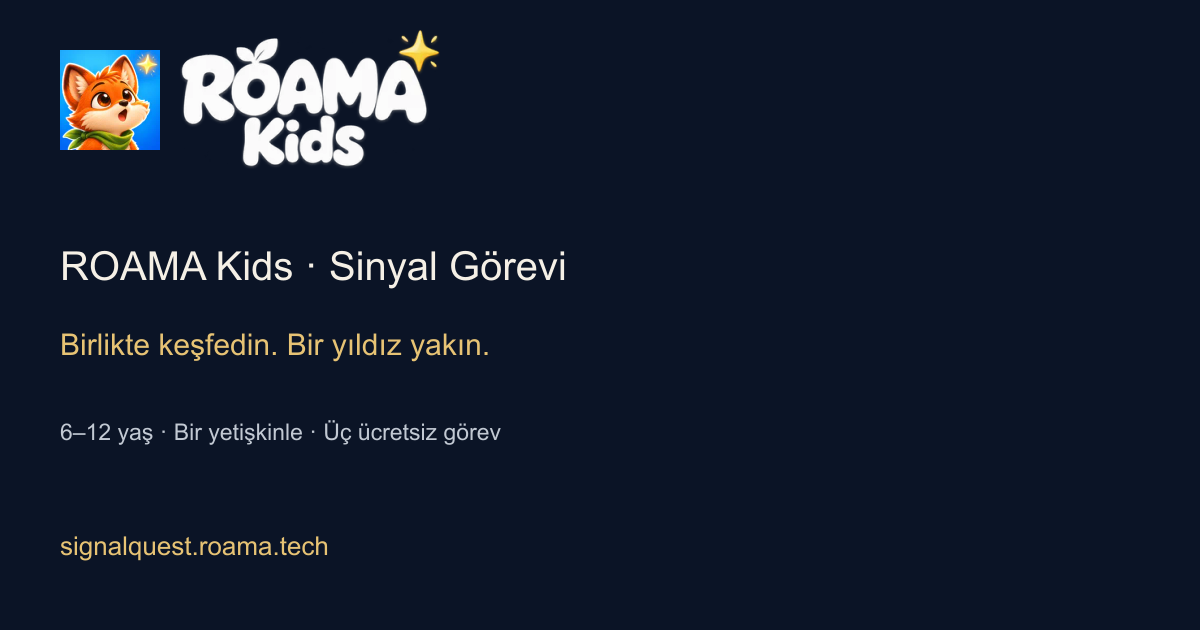 ROAMA
Kids
ROAMA Kids · Sinyal Görevi
Birlikte keşfedin. Bir yıldız yakın.
6–12 yaş · Bir yetişkinle · Üç ücretsiz görev
signalquest.roama.tech